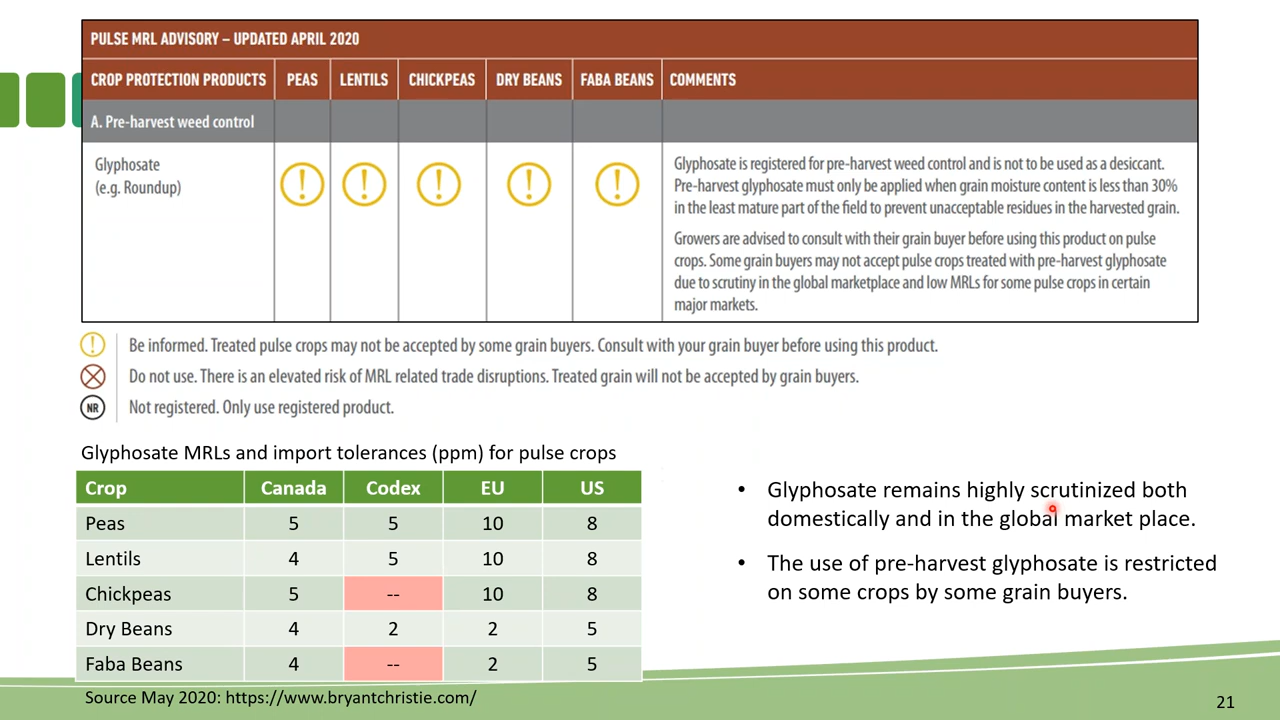 PULSE MRL ADVISORY – UPDATED APRIL 2020
CROP PROTECTION PRODUCTS PEAS LENTILS CHICKPEAS DRY BEANS FABA BEANS COMMENTS
A. Pre-harvest weed control
Glyphosate
(e.g. Roundup)
! ! ! ! !
Glyphosate is registered for pre-harvest weed control and is not to be used as a desiccant.
Pre-harvest glyphosate must only be applied when grain moisture content is less than 30%
in the least mature part of the field to prevent unacceptable residues in the harvested grain.
Growers are advised to consult with their grain buyer before using this product on pulse
crops. Some grain buyers may not accept pulse crops treated with pre-harvest glyphosate
due to scrutiny in the global marketplace and low MRLs for some pulse crops in certain
major markets.
! Be informed. Treated pulse crops may not be accepted by some grain buyers. Consult with your grain buyer before using this product.
Do not use. There is an elevated risk of MRL related trade disruptions. Treated grain will not be accepted by grain buyers.
NR Not registered. Only use registered product.
Glyphosate MRLs and import tolerances (ppm) for pulse crops
Crop Canada Codex EU US
Peas 5 5 10 8
Lentils 4 5 10 8
Chickpeas 5 -- 10 8
Dry Beans 4 2 2 5
Faba Beans 4 -- 2 5
Source May 2020: https://www.bryantchristie.com/
• Glyphosate remains highly scrutinized both
domestically and in the global market place.
• The use of pre-harvest glyphosate is restricted
on some crops by some grain buyers.
21